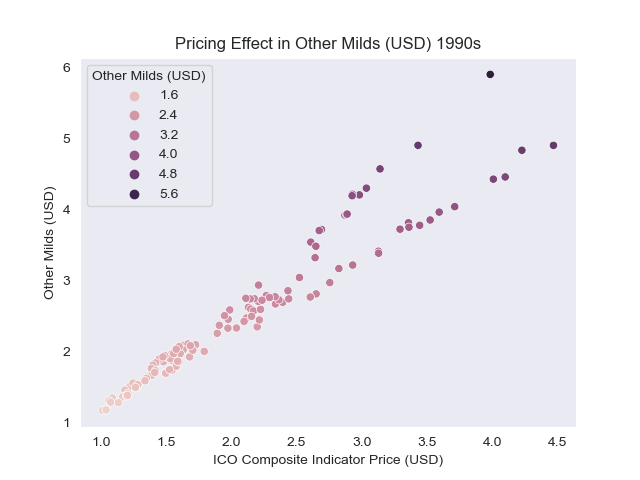 Pricing Effect in Other Milds (USD) 1990s
Other Milds (USD)
1.6
2.4
3.2
4.0
4.8
5.6
Other Milds (USD)
6
5
4
3
2
1
1.0 1.5 2.0 2.5 3.0 3.5 4.0 4.5
ICO Composite Indicator Price (USD)